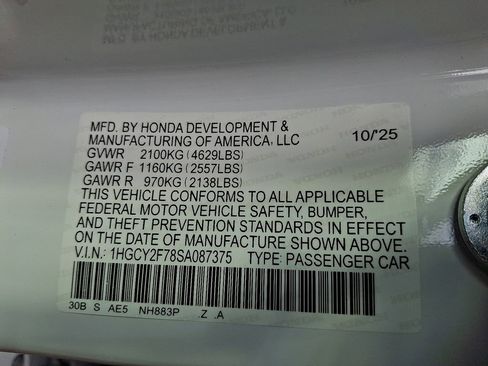 MFD. BY HONDA DEVELOPMENT &
MANUFACTURING OF AMERICA, LLC 10/'25
GVWR 2100KG (4629LBS)
GAWR F 1160KG (2557LBS)
GAWR R 970KG (2138LBS)
THIS VEHICLE CONFORMS TO ALL APPLICABLE
FEDERAL MOTOR VEHICLE SAFETY, BUMPER,
AND THEFT PREVENTION STANDARDS IN EFFECT
ON THE DATE OF MANUFACTURE SHOWN ABOVE.
V.I.N.: 1HGCY2F78SA087375 TYPE: PASSENGER CAR
30B S AE5 NH883P .Z .A